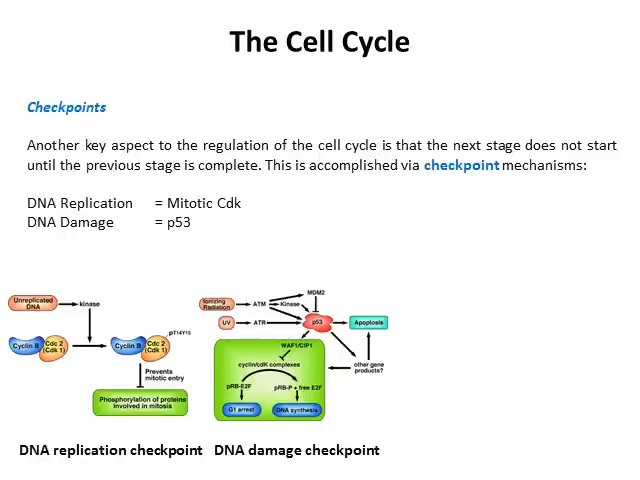 The Cell Cycle
Checkpoints
Another key aspect to the regulation of the cell cycle is that the next stage does not start
until the previous stage is complete. This is accomplished via checkpoint mechanisms:
DNA Replication = Mitotic Cdk
DNA Damage = p53
Unreplicated
DNA
kinase
Cyclin B
Cdc 2
(Cdk1)
Cyclin B
Cdc 2
(Cdk 1)
pT14Y15
Prevents
mitotic entry
Phosphorylation of proteins
involved in mitosis
Ionizing
Radiation
ATM
Kinase
MDM2
UV
ATR
p53
Apoptosis
WAF1/CIP1
cyclin/cdK complexes
other gene
products?
pRB-E2F
pRB-P + free E2F
G1 arrest
DNA synthesis
DNA replication checkpoint
DNA damage checkpoint